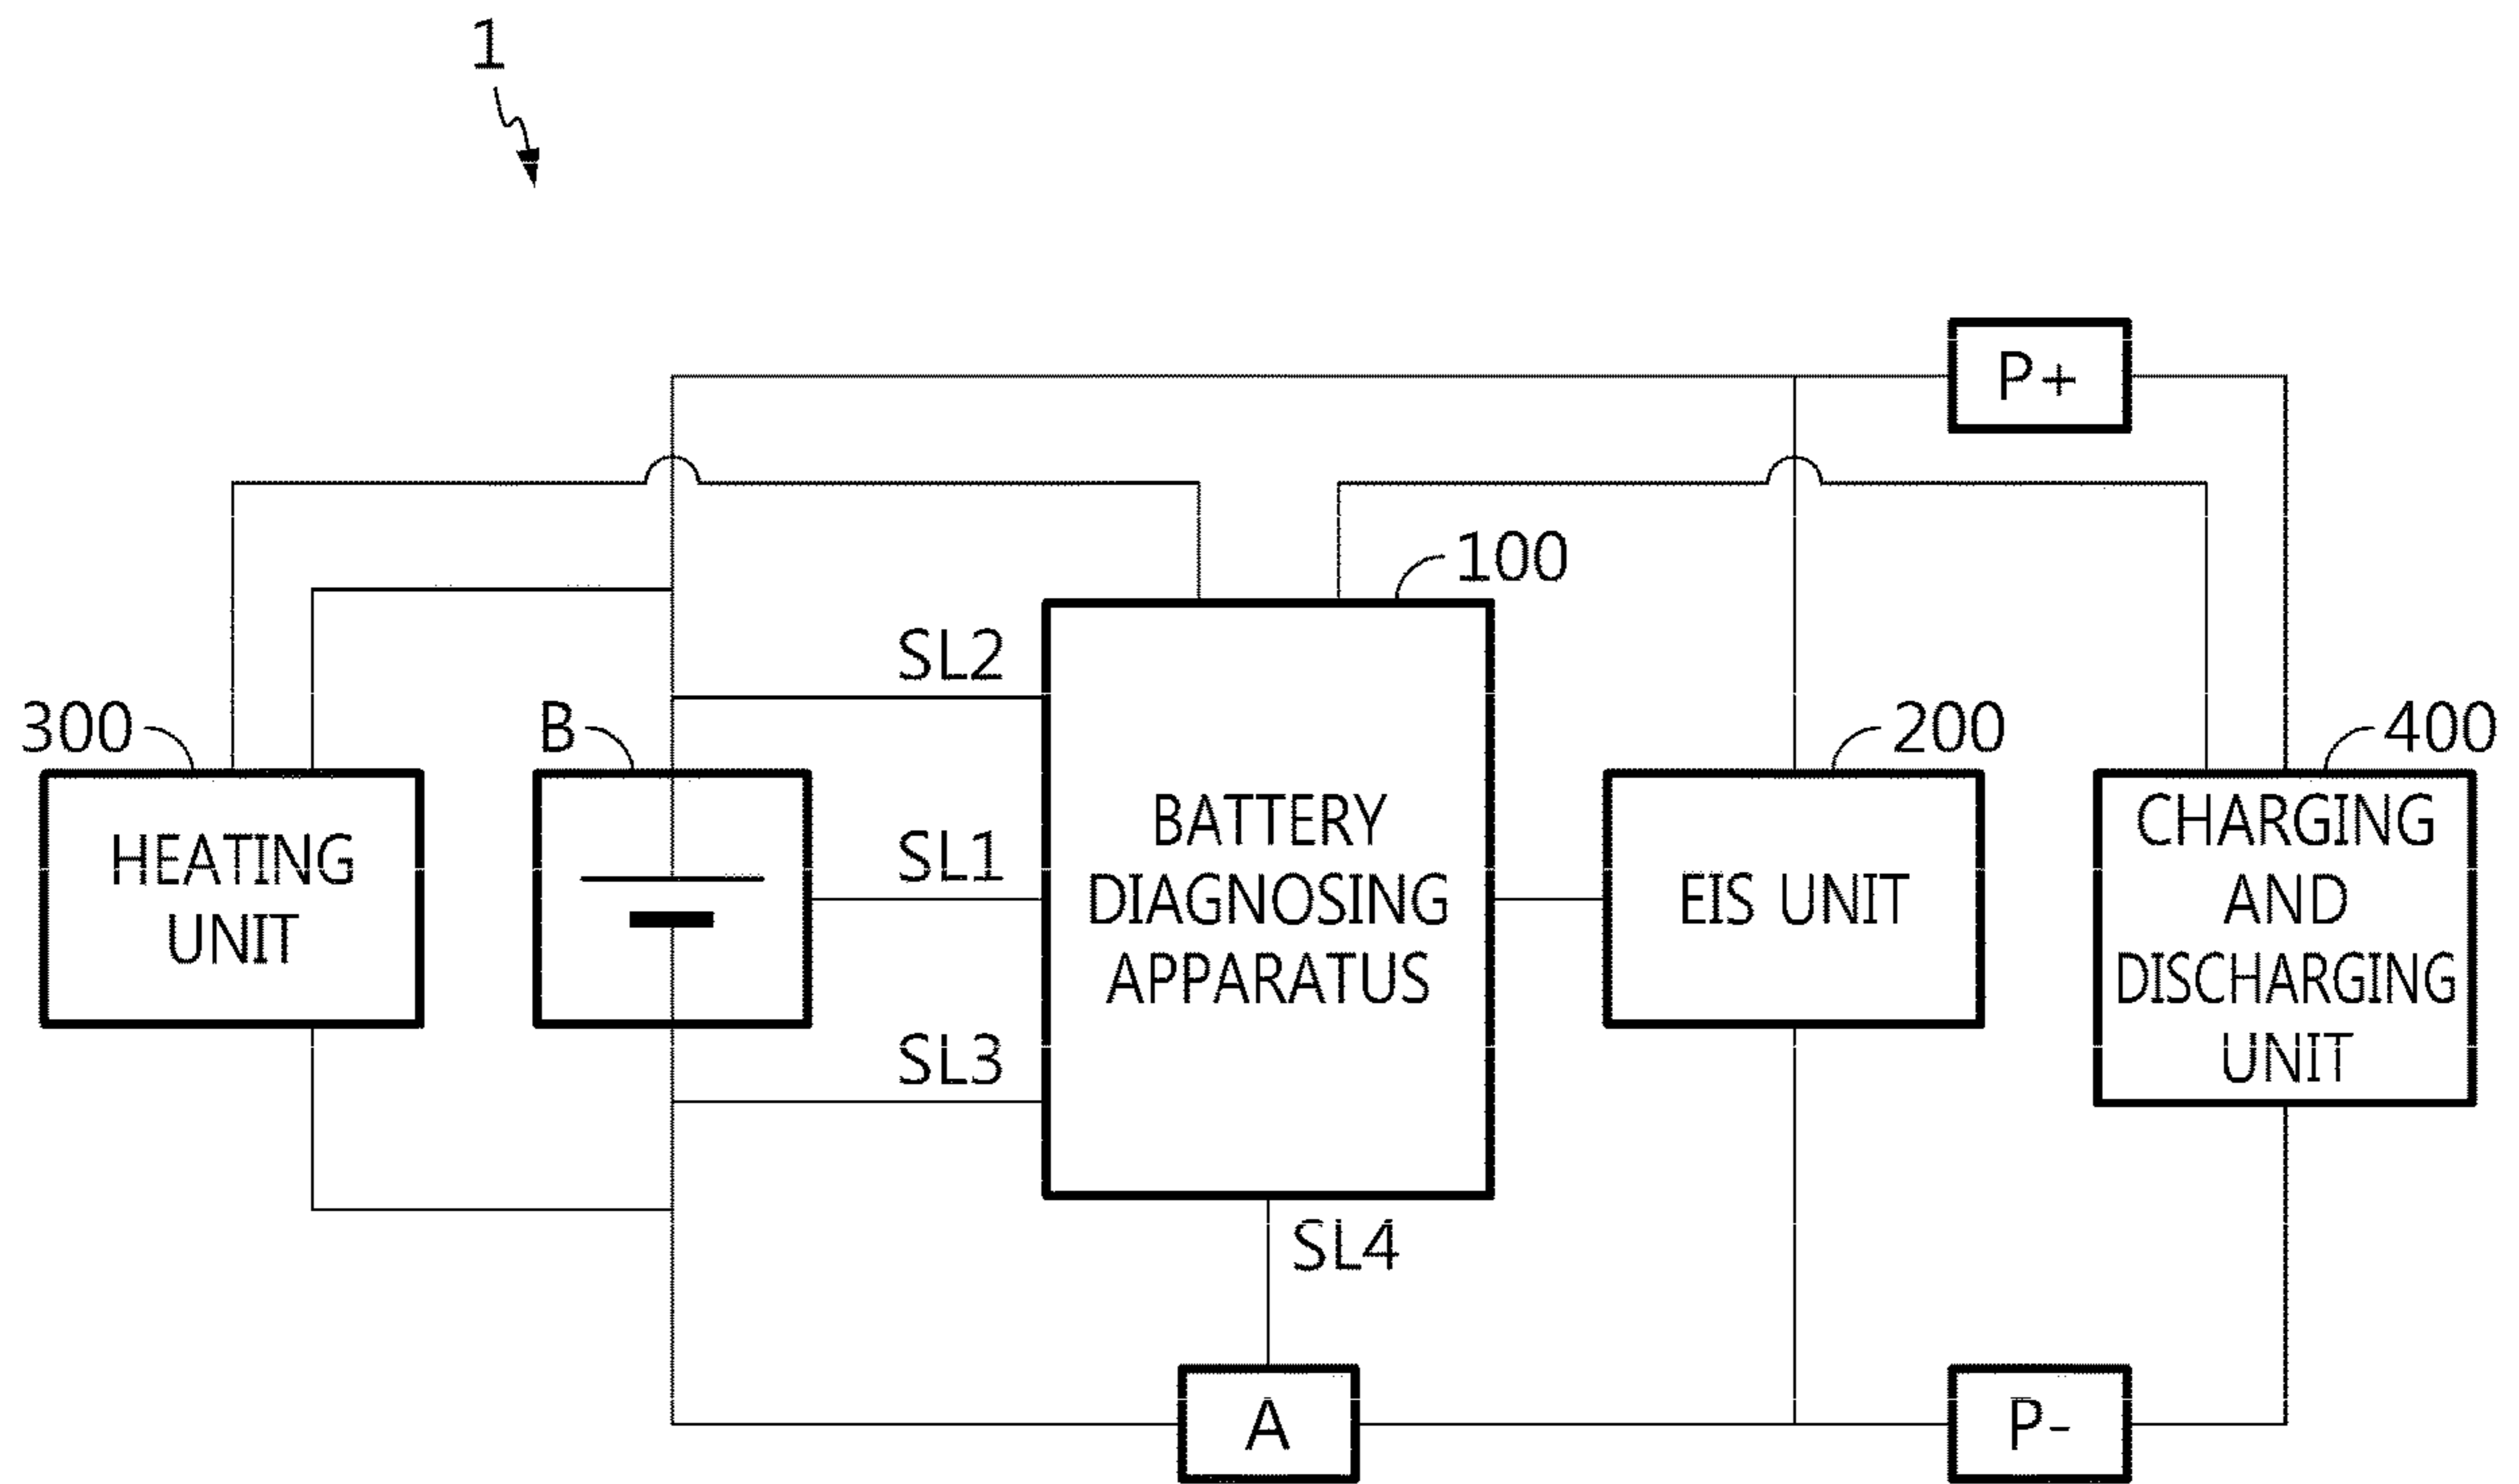 1
P+
100
SL2
300
B
200
400
HEATING
UNIT
SL1
BATTERY
DIAGNOSING
APPARATUS
EIS UNIT
CHARGING
AND
DISCHARGING
UNIT
SL3
SL4
A
P-